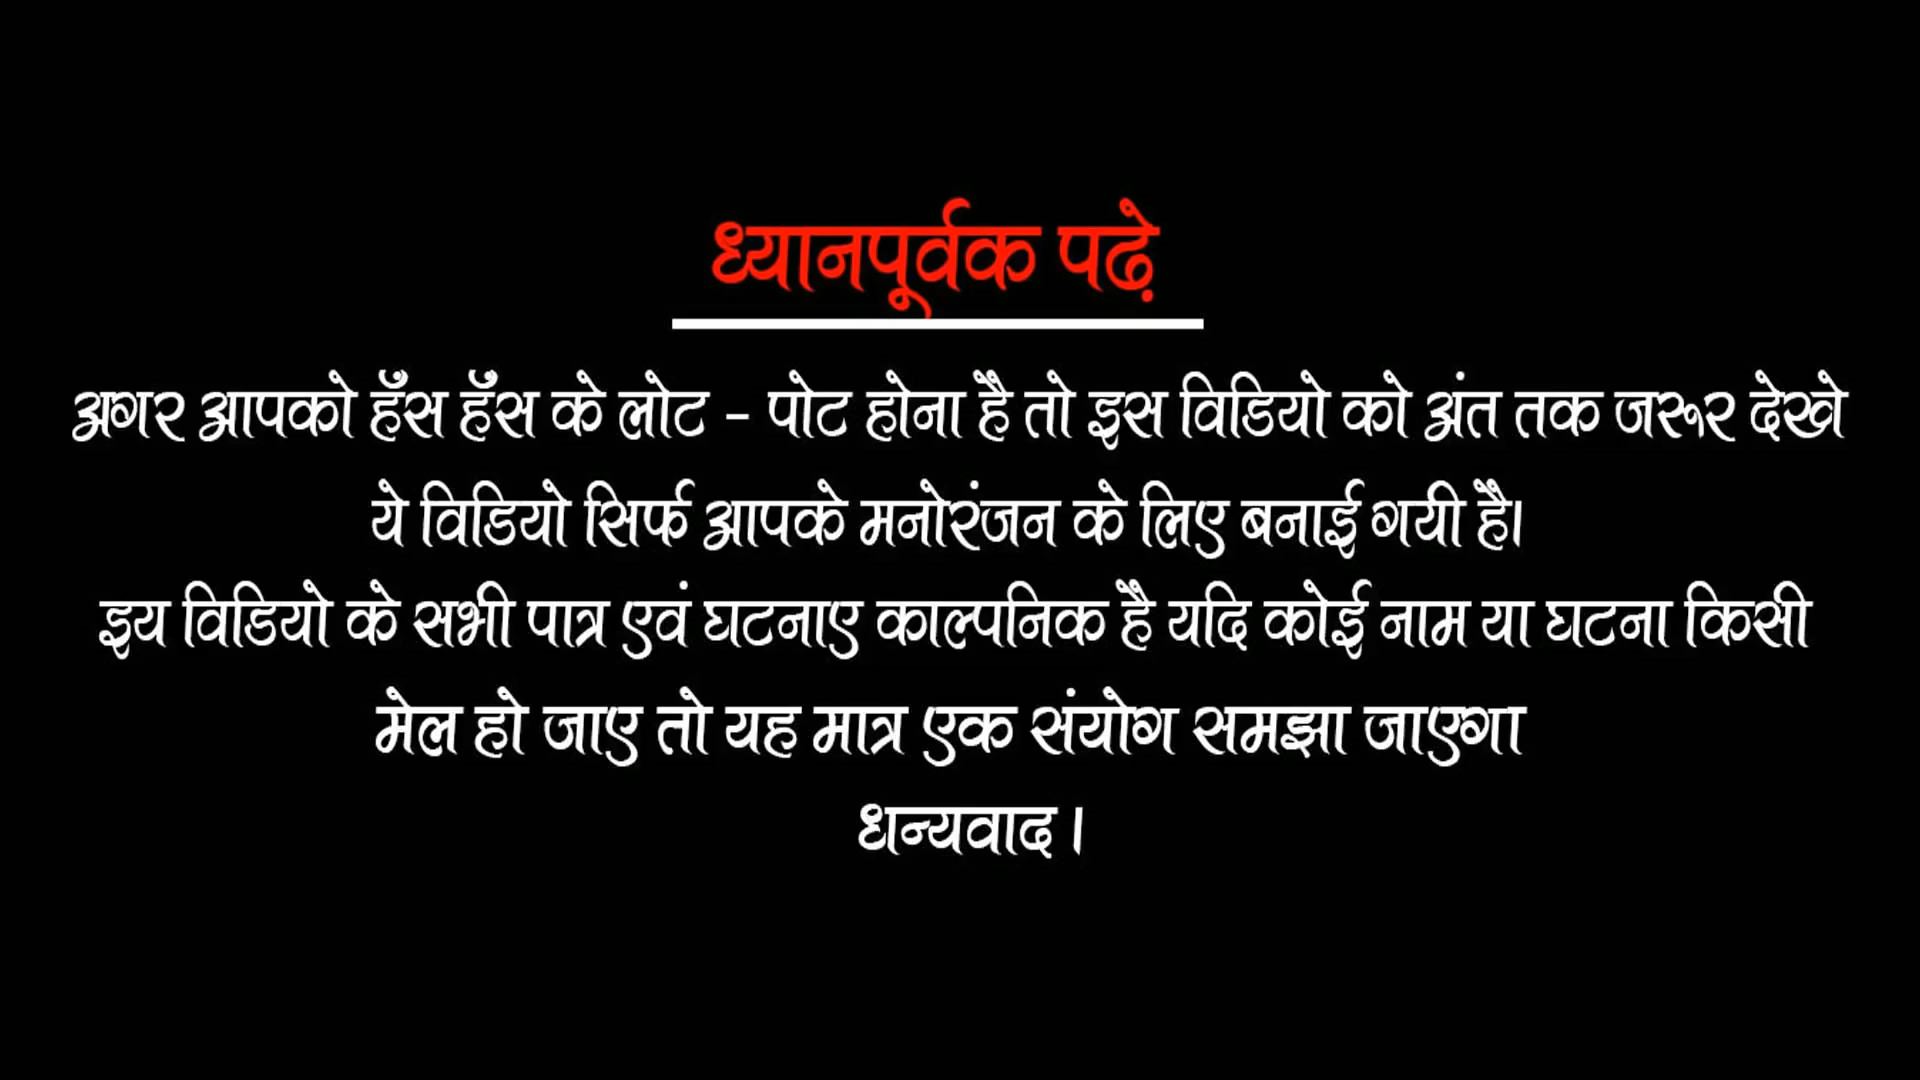 ध्यानपूर्वक पढ़े
अगर आपको हँस हँस के लोट - पोट होना है तो इस विडियो को अंत तक जरूर देखे
ये विडियो सिर्फ आपके मनोरंजन के लिए बनाई गयी है।
इय विडियो के सभी पात्र एवं घटनाए काल्पनिक है यदि कोई नाम या घटना किसी
मेल हो जाए तो यह मात्र एक संयोग समझा जाएगा
धन्यवाद ।